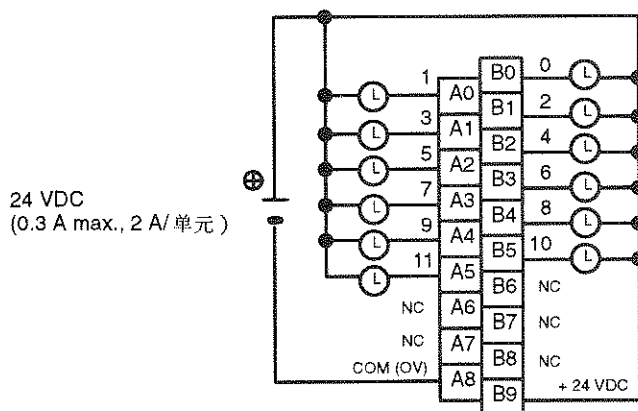 24 VDC
(0.3 A max., 2 A/单元)
1 A0 B0 0
3 A1 B1 2
5 A2 B2 4
7 A3 B3 6
9 A4 B4 8
11 A5 B5 10
NC A6 B6 NC
NC A7 B7 NC
COM (OV) A8 B8 NC
B9 + 24 VDC
L L
L L
L L
L L
L L
L L